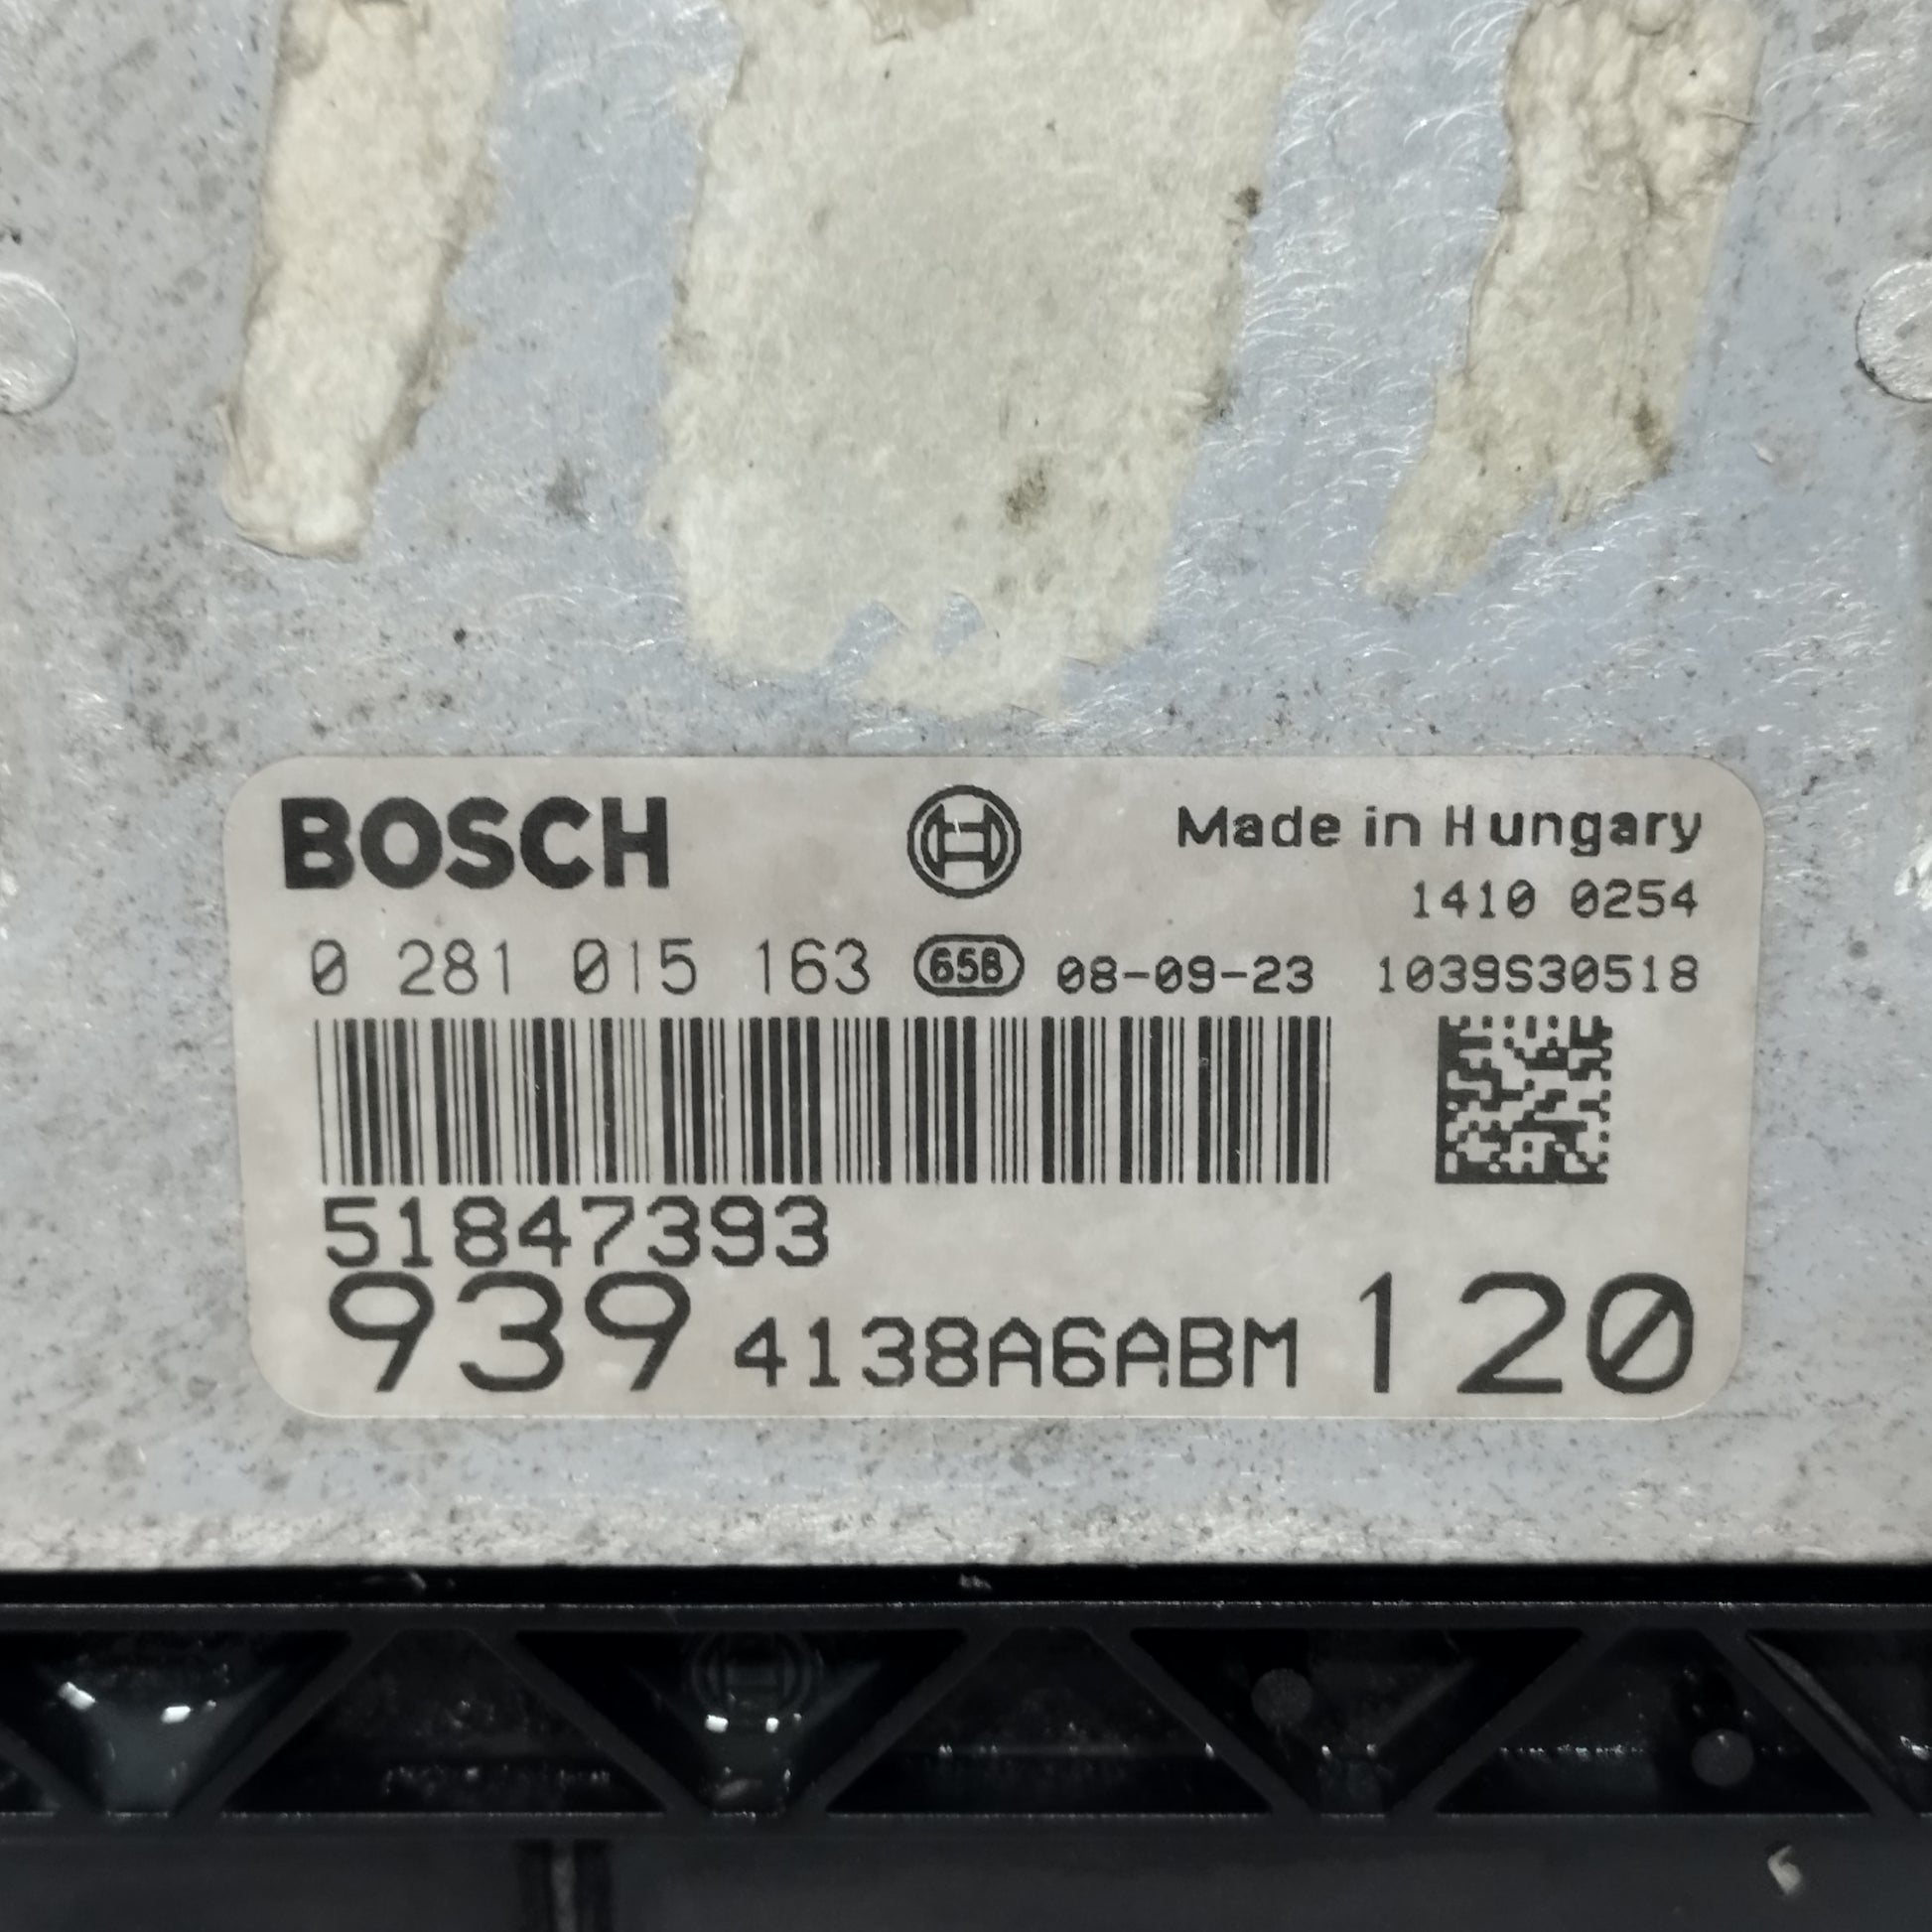 BOSCH Made in Hungary
1410 0254
0 281 015 163 658 08-09-23 1039S30518
51847393
939 4138A6ABM 120